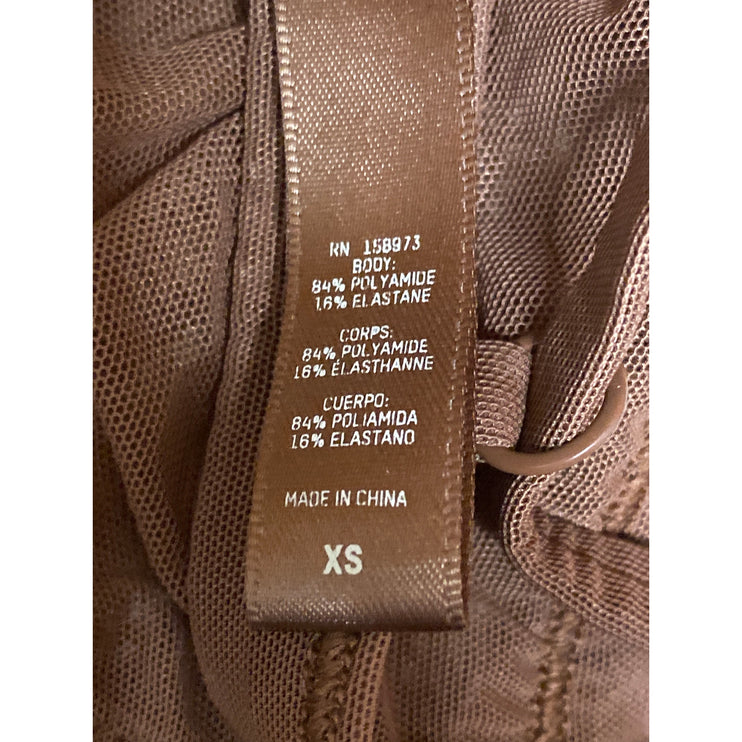 RN 158973
BODY:
84% POLYAMIDE
16% ELASTANE
CORPS:
84% POLYAMIDE
16% ÉLASTHANNE
CUERPO:
84% POLIAMIDA
16% ELASTANO
MADE IN CHINA
XS